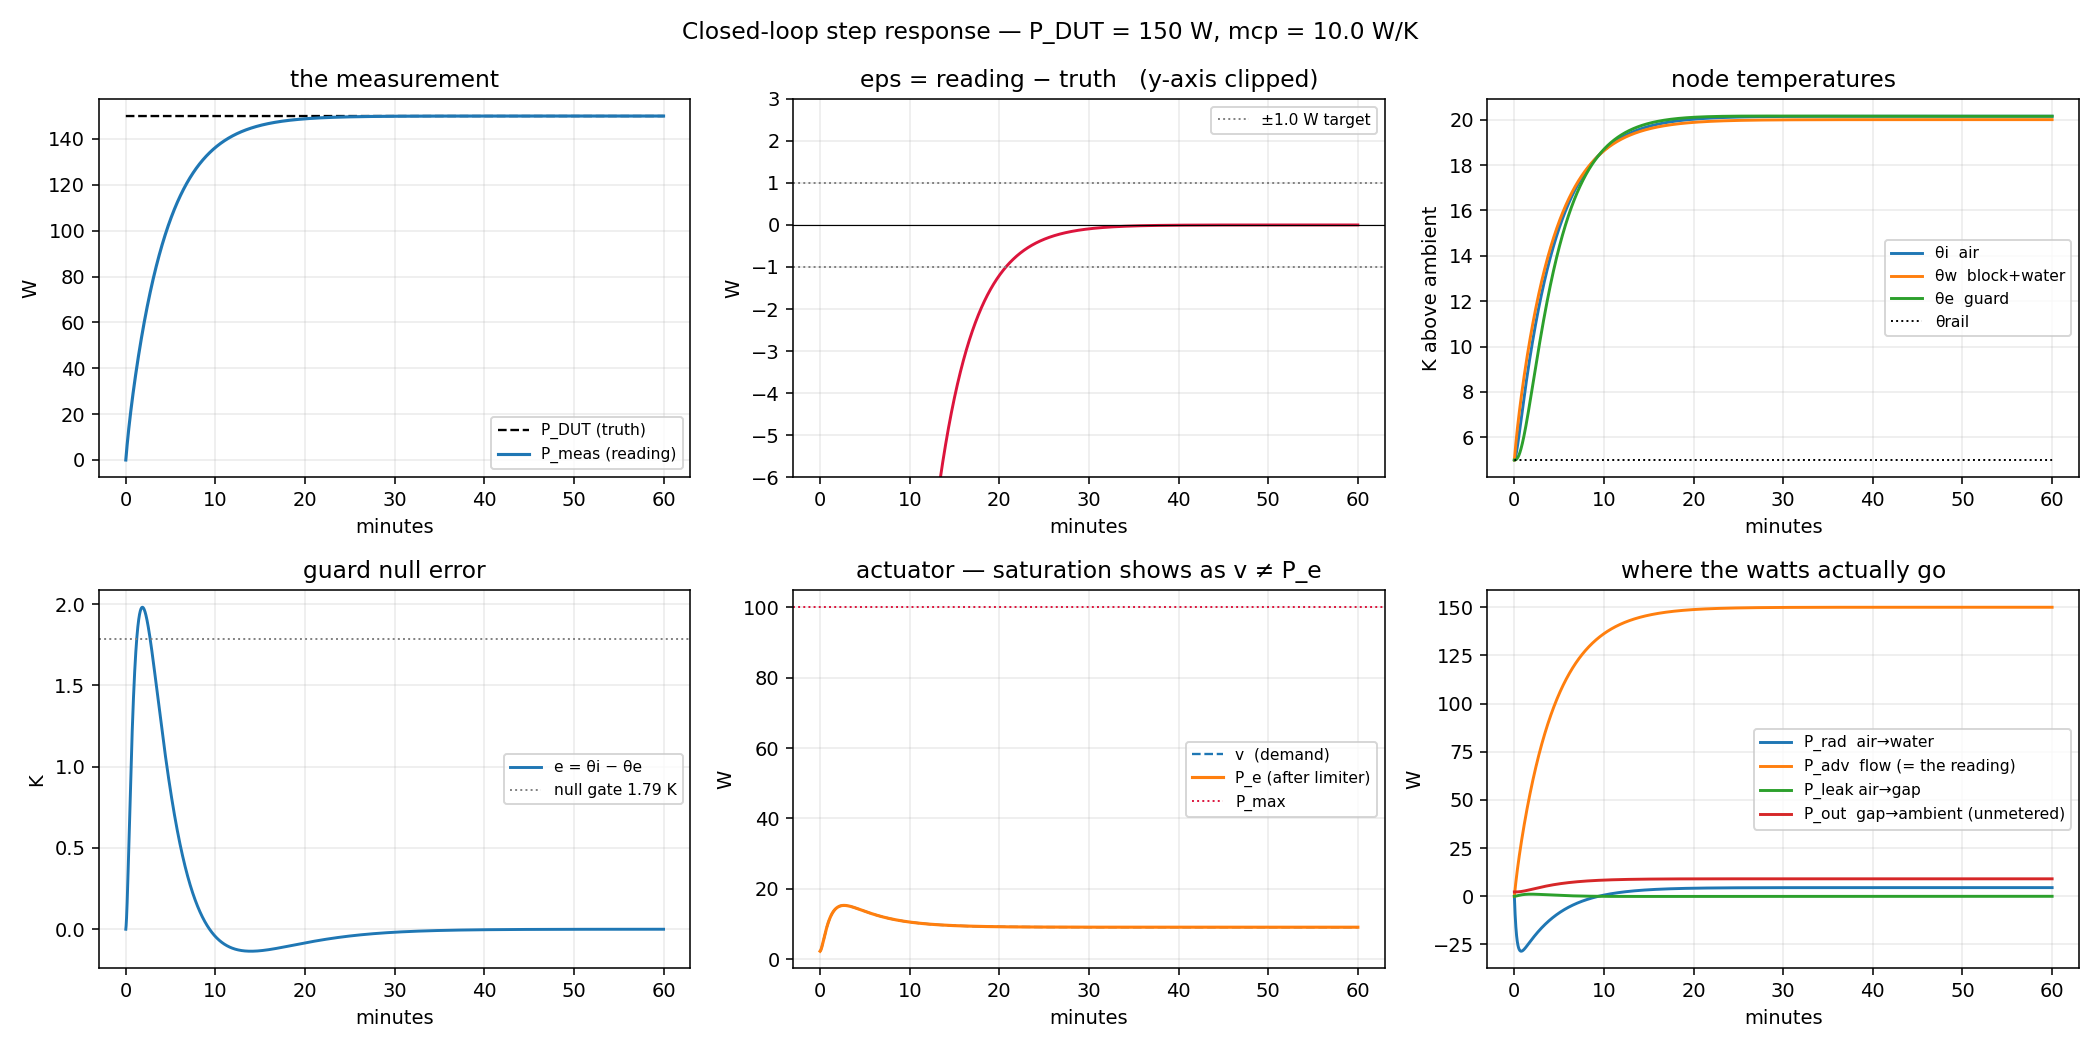 Closed-loop step response — P_DUT = 150 W, mcp = 10.0 W/K
the measurement
140
120
100
80
60
40
20
0
W
P_DUT (truth)
P_meas (reading)
0 10 20 30 40 50 60
minutes
eps = reading − truth (y-axis clipped)
3
2
1
0
−1
−2
−3
−4
−5
−6
W
±1.0 W target
0 10 20 30 40 50 60
minutes
node temperatures
20
18
16
14
12
10
8
6
K above ambient
θi air
θw block+water
θe guard
θrail
0 10 20 30 40 50 60
minutes
guard null error
2.0
1.5
1.0
0.5
0.0
K
e = θi − θe
null gate 1.79 K
0 10 20 30 40 50 60
minutes
actuator — saturation shows as v ≠ P_e
100
80
60
40
20
0
W
v (demand)
P_e (after limiter)
P_max
0 10 20 30 40 50 60
minutes
where the watts actually go
150
125
100
75
50
25
0
−25
W
P_rad air→water
P_adv flow (= the reading)
P_leak air→gap
P_out gap→ambient (unmetered)
0 10 20 30 40 50 60
minutes